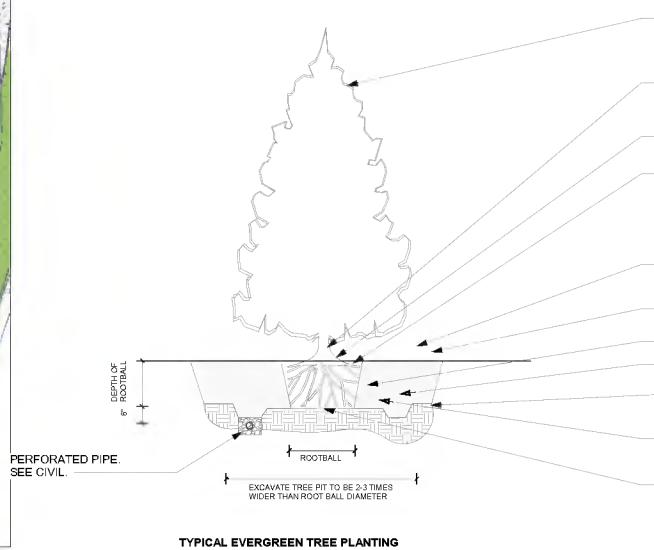 DEPTH OF
ROOTBALL
6"
PERFORATED PIPE.
SEE CIVIL.
ROOTBALL
EXCAVATE TREE PIT TO BE 2-3 TIMES
WIDER THAN ROOT BALL DIAMETER
TYPICAL EVERGREEN TREE PLANTING